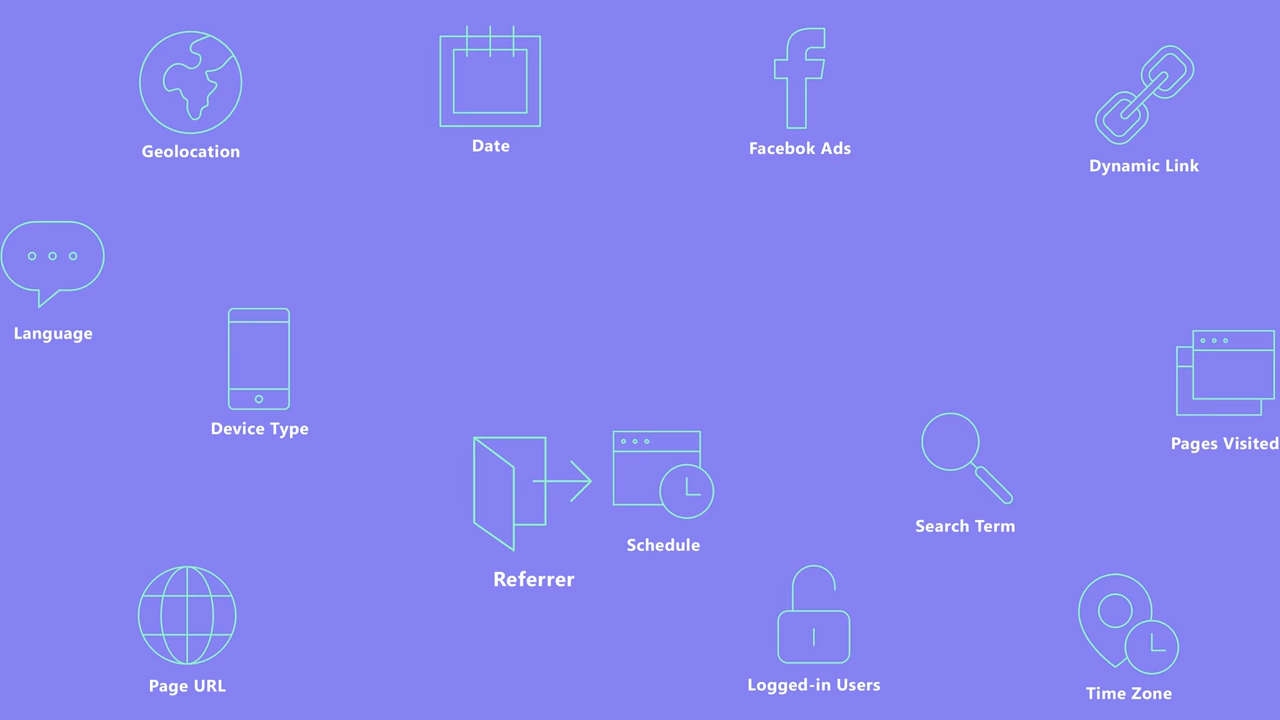 Geolocation
Date
Facebok Ads
Dynamic Link
Language
Device Type
Pages Visited
Search Term
Schedule
Referrer
Page URL
Logged-in Users
Time Zone